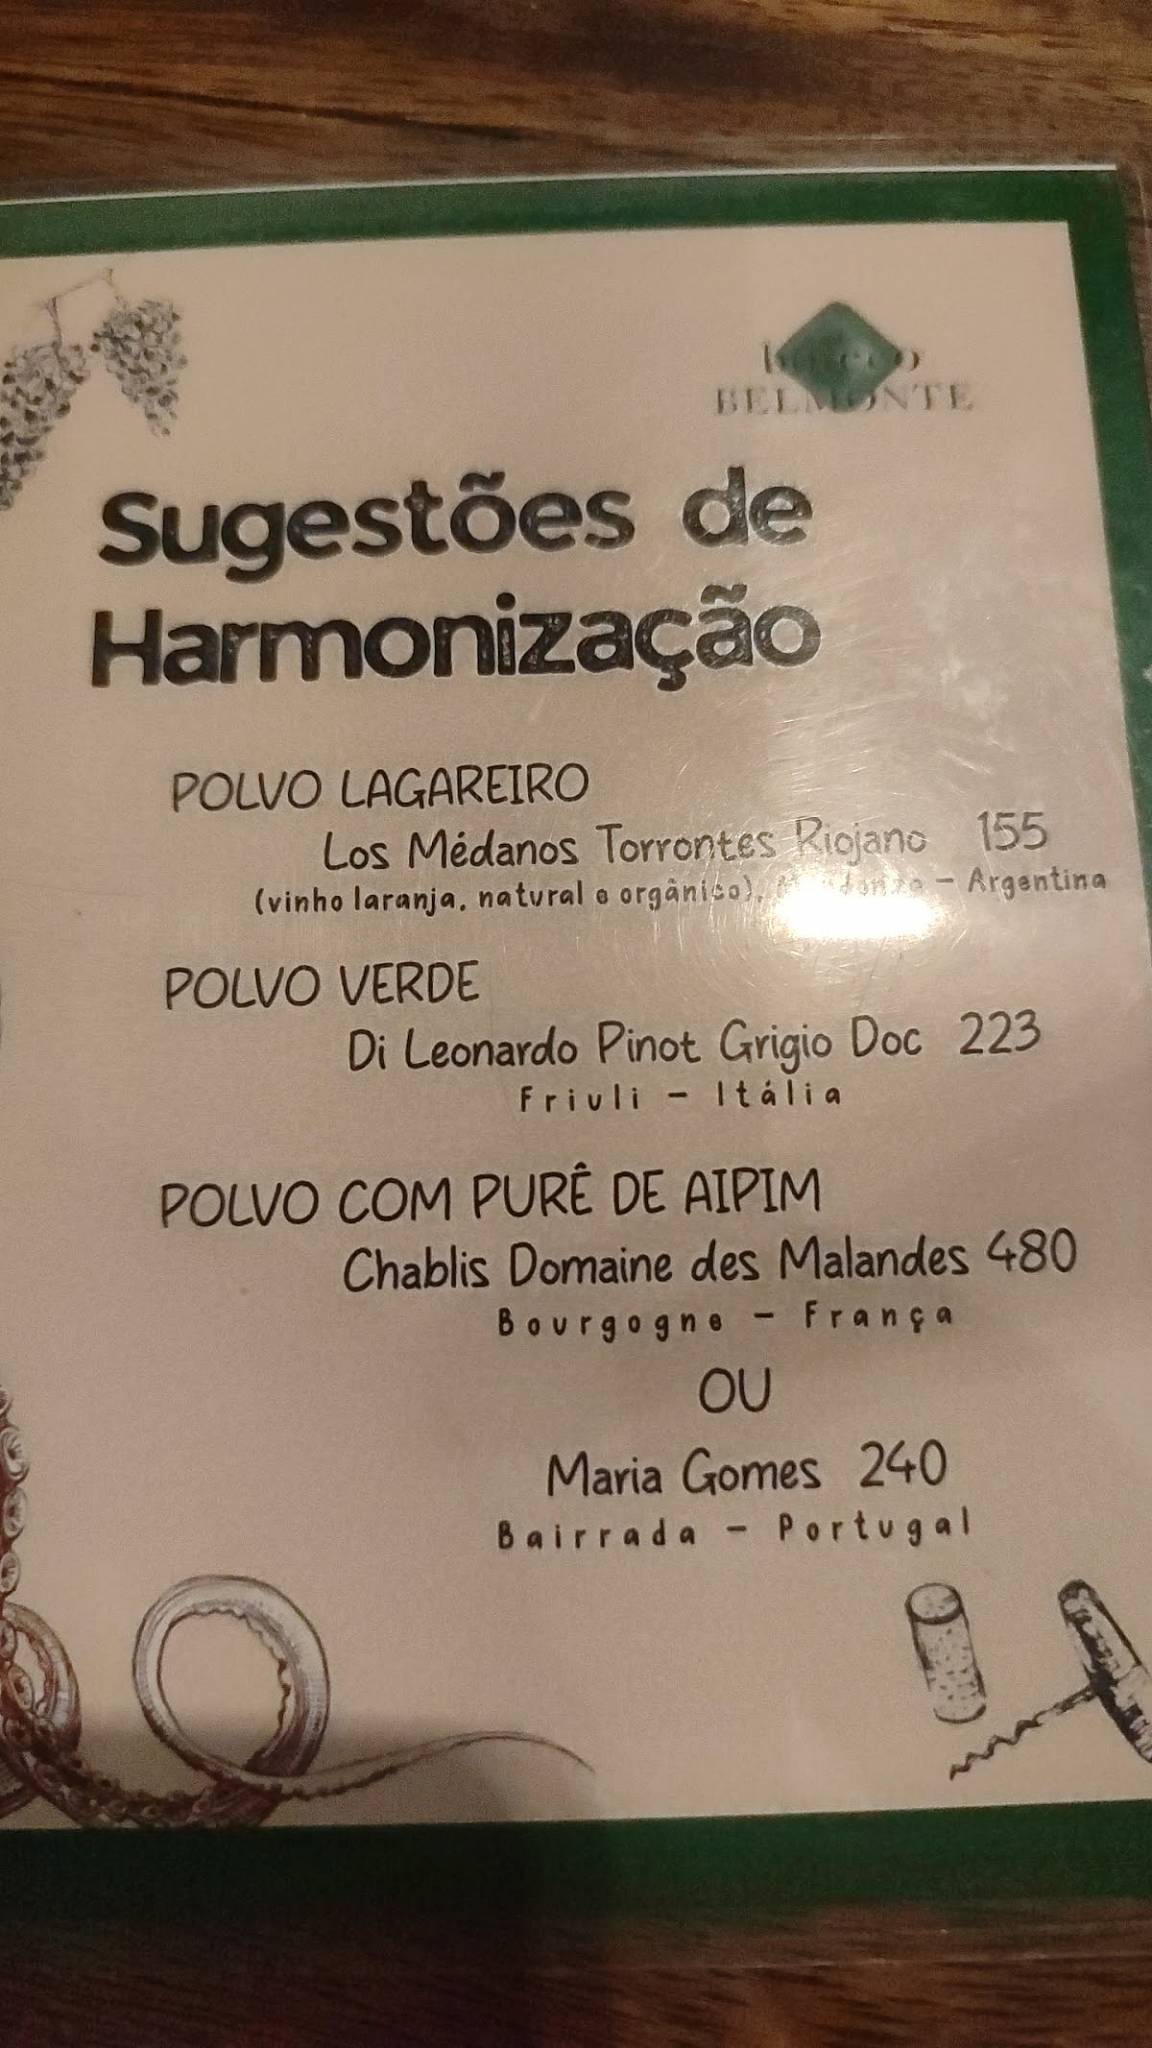 BELMONTE
Sugestões de
Harmonização
POLVO LAGAREIRO
Los Médanos Torrontes Riojano 155
(vinho laranja, natural e orgânico), - Argentina
POLVO VERDE
Di Leonardo Pinot Grigio Doc 223
Friuli - Itália
POLVO COM PURÊ DE AIPIM
Chablis Domaine des Malandes 480
Bourgogne - França
OU
Maria Gomes 240
Bairrada - Portugal